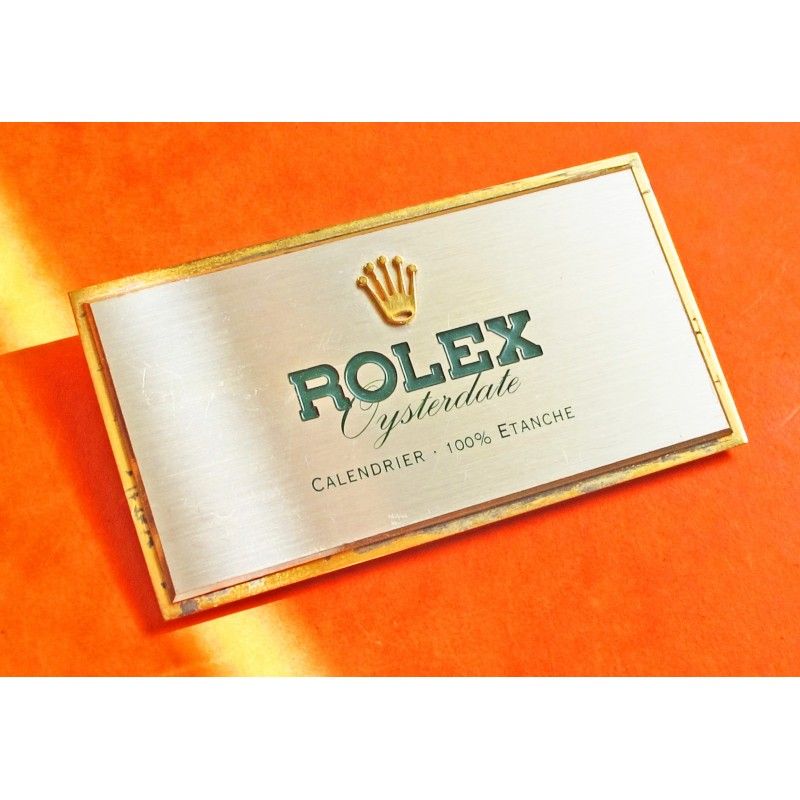 ROLEX
Oysterdate
CALENDRIER · 100% ETANCHE